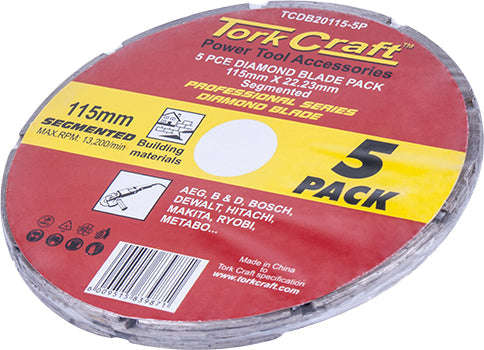 TCDB20115-5P
TorkCraft™
Power Tool Accessories
5 PCE DIAMOND BLADE PACK
115mm X 22,23mm
Segmented
PROFESSIONAL SERIES
DIAMOND BLADE
115mm
SEGMENTED
MAX.RPM: 13,200/min
Building
materials
5
PACK
AEG, B & D, BOSCH,
DEWALT, HITACHI,
MAKITA, RYOBI,
METABO...
Made in China
to
Tork Craft specification
www.torkcraft.com